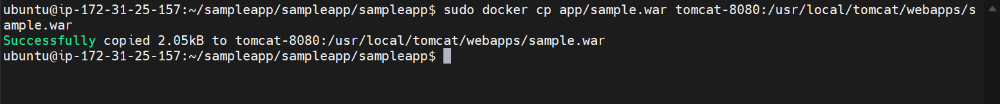 ubuntu@ip-172-31-25-157:~/sampleapp/sampleapp/sampleapp$ sudo docker cp app/sample.war tomcat-8080:/usr/local/tomcat/webapps/s
ample.war
Successfully copied 2.05kB to tomcat-8080:/usr/local/tomcat/webapps/sample.war
ubuntu@ip-172-31-25-157:~/sampleapp/sampleapp/sampleapp$